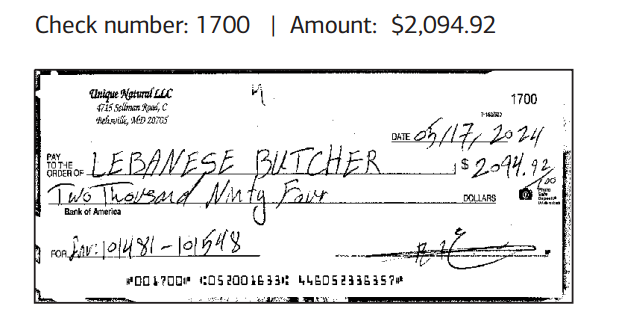 Check number: 1700 | Amount: $2,094.92
Unique Natural LLC
4715 Sellman Road, C
Beltsville, MD 20705
1700
DATE 05/17, 2024
PAY TO THE ORDER OF LEBANESE BUTCHER $ 2094.92
Two Thousand Ninty Four 92/100 DOLLARS
Bank of America
FOR Inv: 101481-101548
⑈001700⑈ ⑆052001633⑆ 446052336357⑈